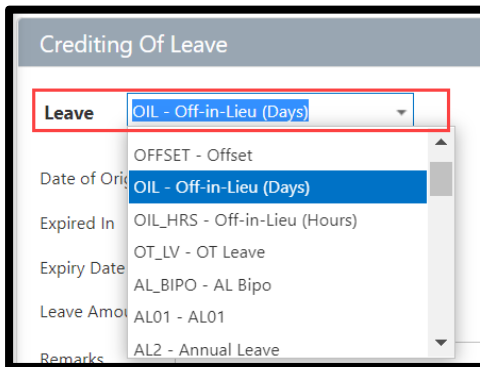 Crediting Of Leave
Leave OIL - Off-in-Lieu (Days)
OFFSET - Offset
Date of Orig
OIL - Off-in-Lieu (Days)
Expired In
OIL_HRS - Off-in-Lieu (Hours)
OT_LV - OT Leave
Expiry Date
AL_BIPO - AL Bipo
Leave Amou
AL01 - AL01
AL2 - Annual Leave
Remarks